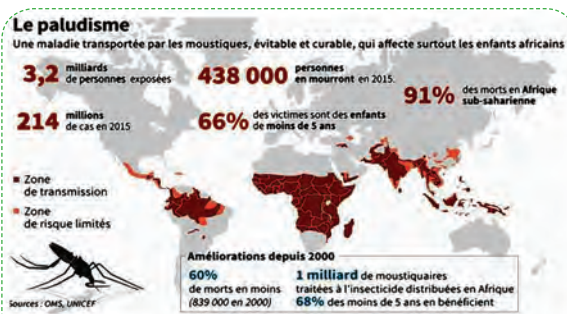 Le paludisme
Une maladie transportée par les moustiques, évitable et curable, qui affecte surtout les enfants africains
3,2 milliards
de personnes exposées
438 000 personnes
en mourront en 2015.
91% des morts en Afrique
sub-saharienne
214 millions
de cas en 2015
66% des victimes sont des enfants
de moins de 5 ans
Zone
de transmission
Zone
de risque limités
Améliorations depuis 2000
60%
de morts en moins
(839 000 en 2000)
1 milliard de moustiquaires
traitées à l'insecticide distribuées en Afrique
68% des moins de 5 ans en bénéficient
Sources : OMS, UNICEF